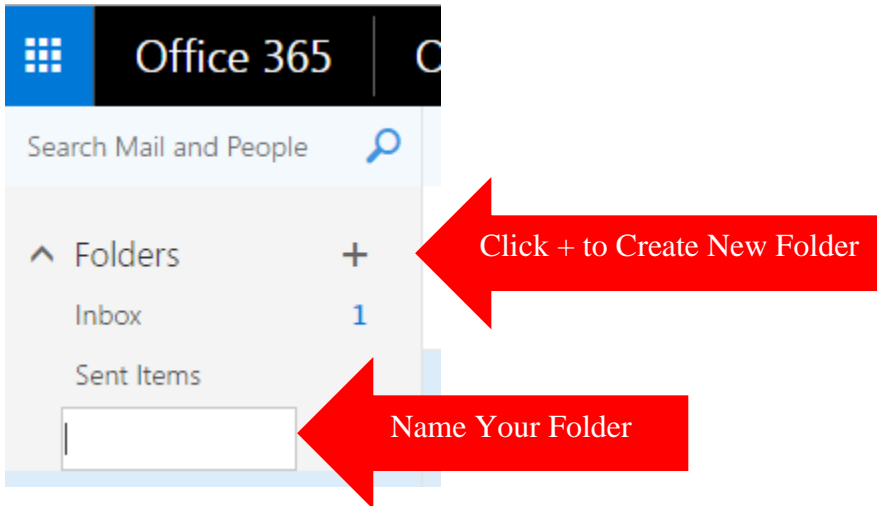 Office 365 O
Search Mail and People
Click + to Create New Folder
Folders +
Inbox 1
Sent Items
Name Your Folder